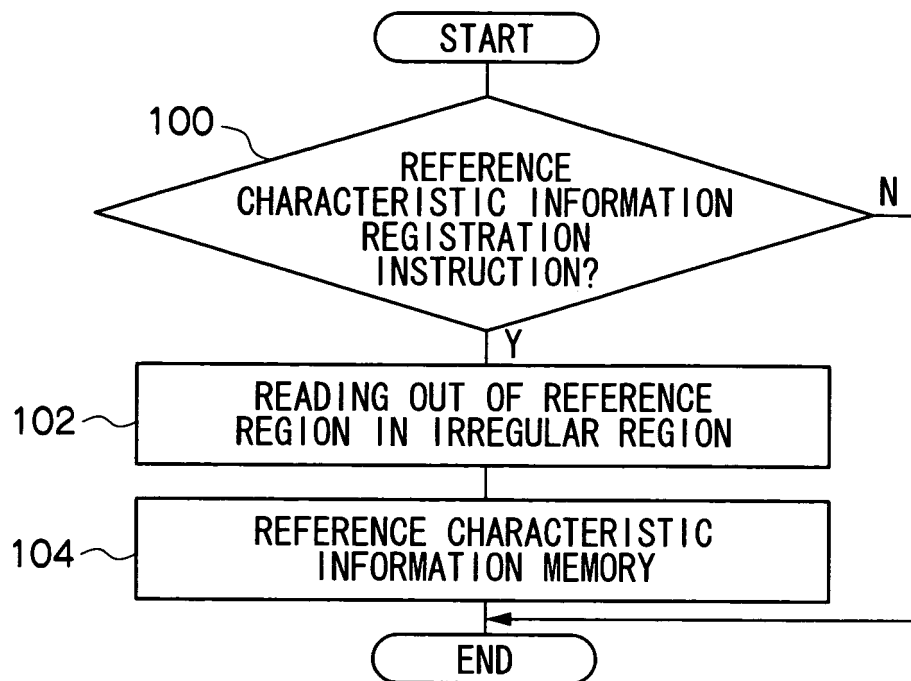 START
100
REFERENCE
CHARACTERISTIC INFORMATION
REGISTRATION
INSTRUCTION?
N
Y
102
READING OUT OF REFERENCE
REGION IN IRREGULAR REGION
104
REFERENCE CHARACTERISTIC
INFORMATION MEMORY
END